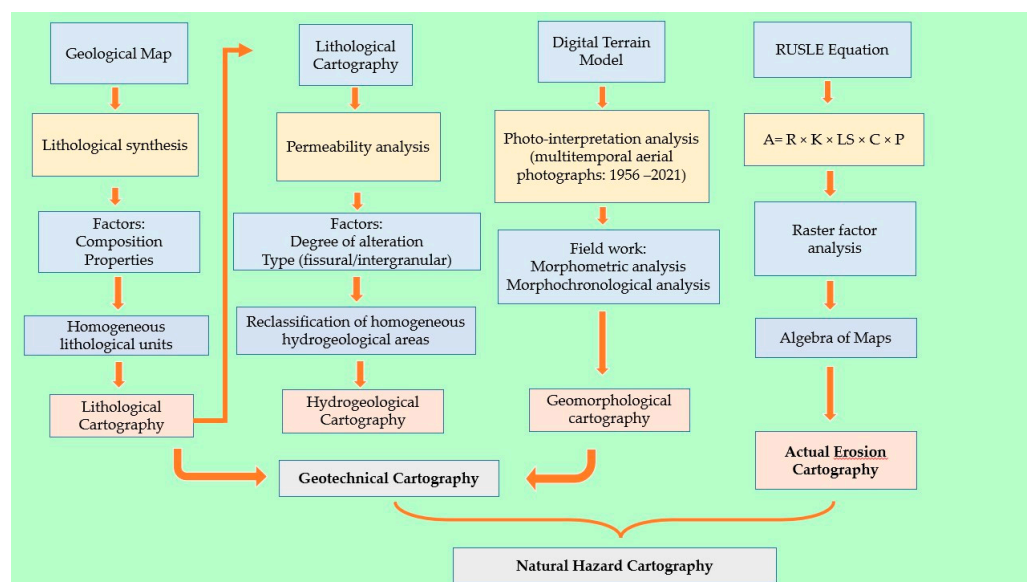 Geological Map
Lithological synthesis
Factors:
Composition
Properties
Homogeneous
lithological units
Lithological
Cartography
Lithological
Cartography
Permeability analysis
Factors:
Degree of alteration
Type (fissural/intergranular)
Reclassification of homogeneous
hydrogeological areas
Hydrogeological
Cartography
Digital Terrain
Model
Photo-interpretation analysis
(multitemporal aerial
photographs: 1956 –2021)
Field work:
Morphometric analysis
Morphochronological analysis
Geomorphological
cartography
RUSLE Equation
A= R × K × LS × C × P
Raster factor
analysis
Algebra of Maps
Actual Erosion
Cartography
Geotechnical Cartography
Natural Hazard Cartography